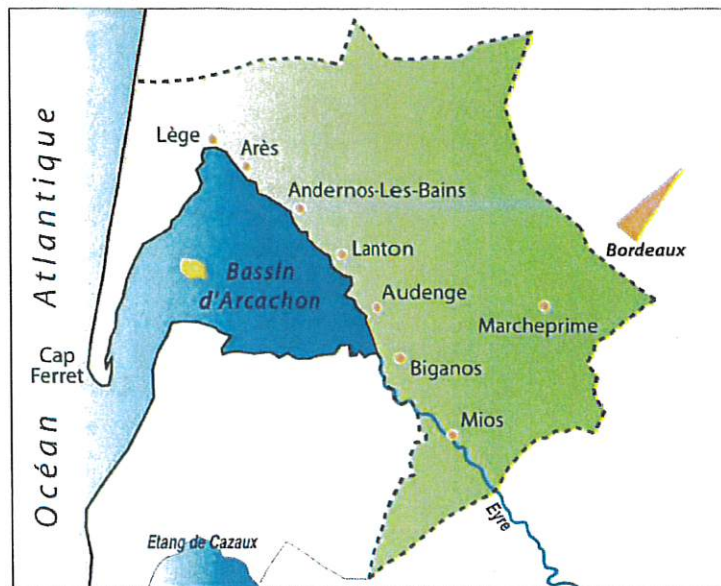 Océan Atlantique
Lège
Arès
Andernos-Les-Bains
Lanton
Bordeaux
Bassin
d'Arcachon
Audenge
Marcheprime
Cap
Ferret
Biganos
Mios
Eyre
Etang de Cazaux